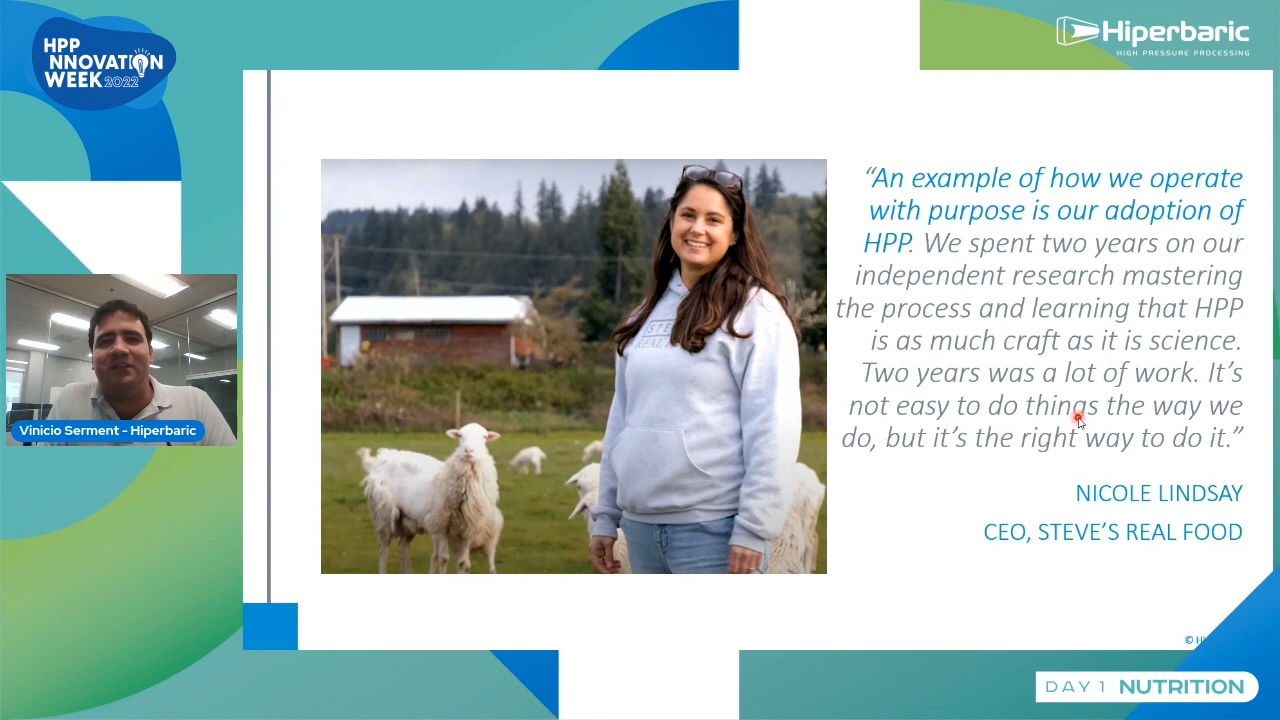 HPP
NNOVATION
WEEK 2022
Hiperbaric
HIGH PRESSURE PROCESSING
“An example of how we operate
with purpose is our adoption of
HPP. We spent two years on our
independent research mastering
the process and learning that HPP
is as much craft as it is science.
Two years was a lot of work. It’s
not easy to do things the way we
do, but it’s the right way to do it.”
NICOLE LINDSAY
CEO, STEVE’S REAL FOOD
Vinicio Serment - Hiperbaric
DAY 1 NUTRITION